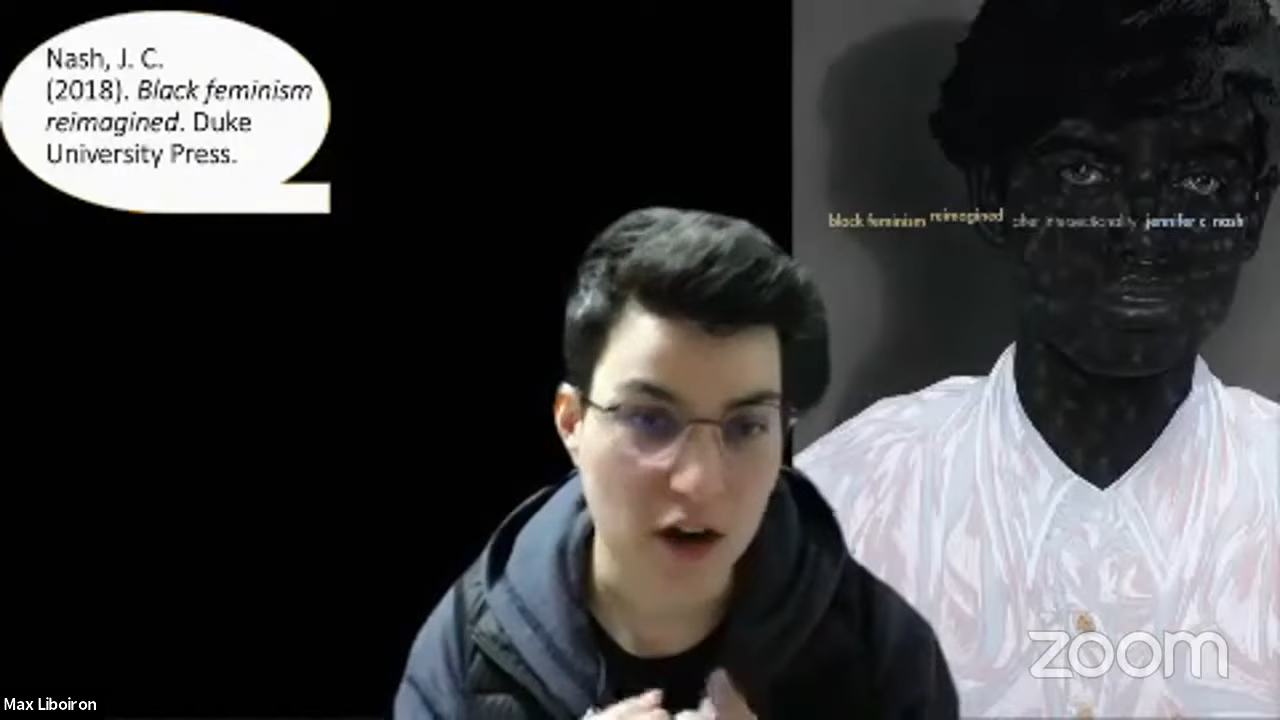 Nash, J. C.
(2018). Black feminism
reimagined. Duke
University Press.
black feminism reimagined after intersectionality jennifer c. nash
zoom
Max Liboiron